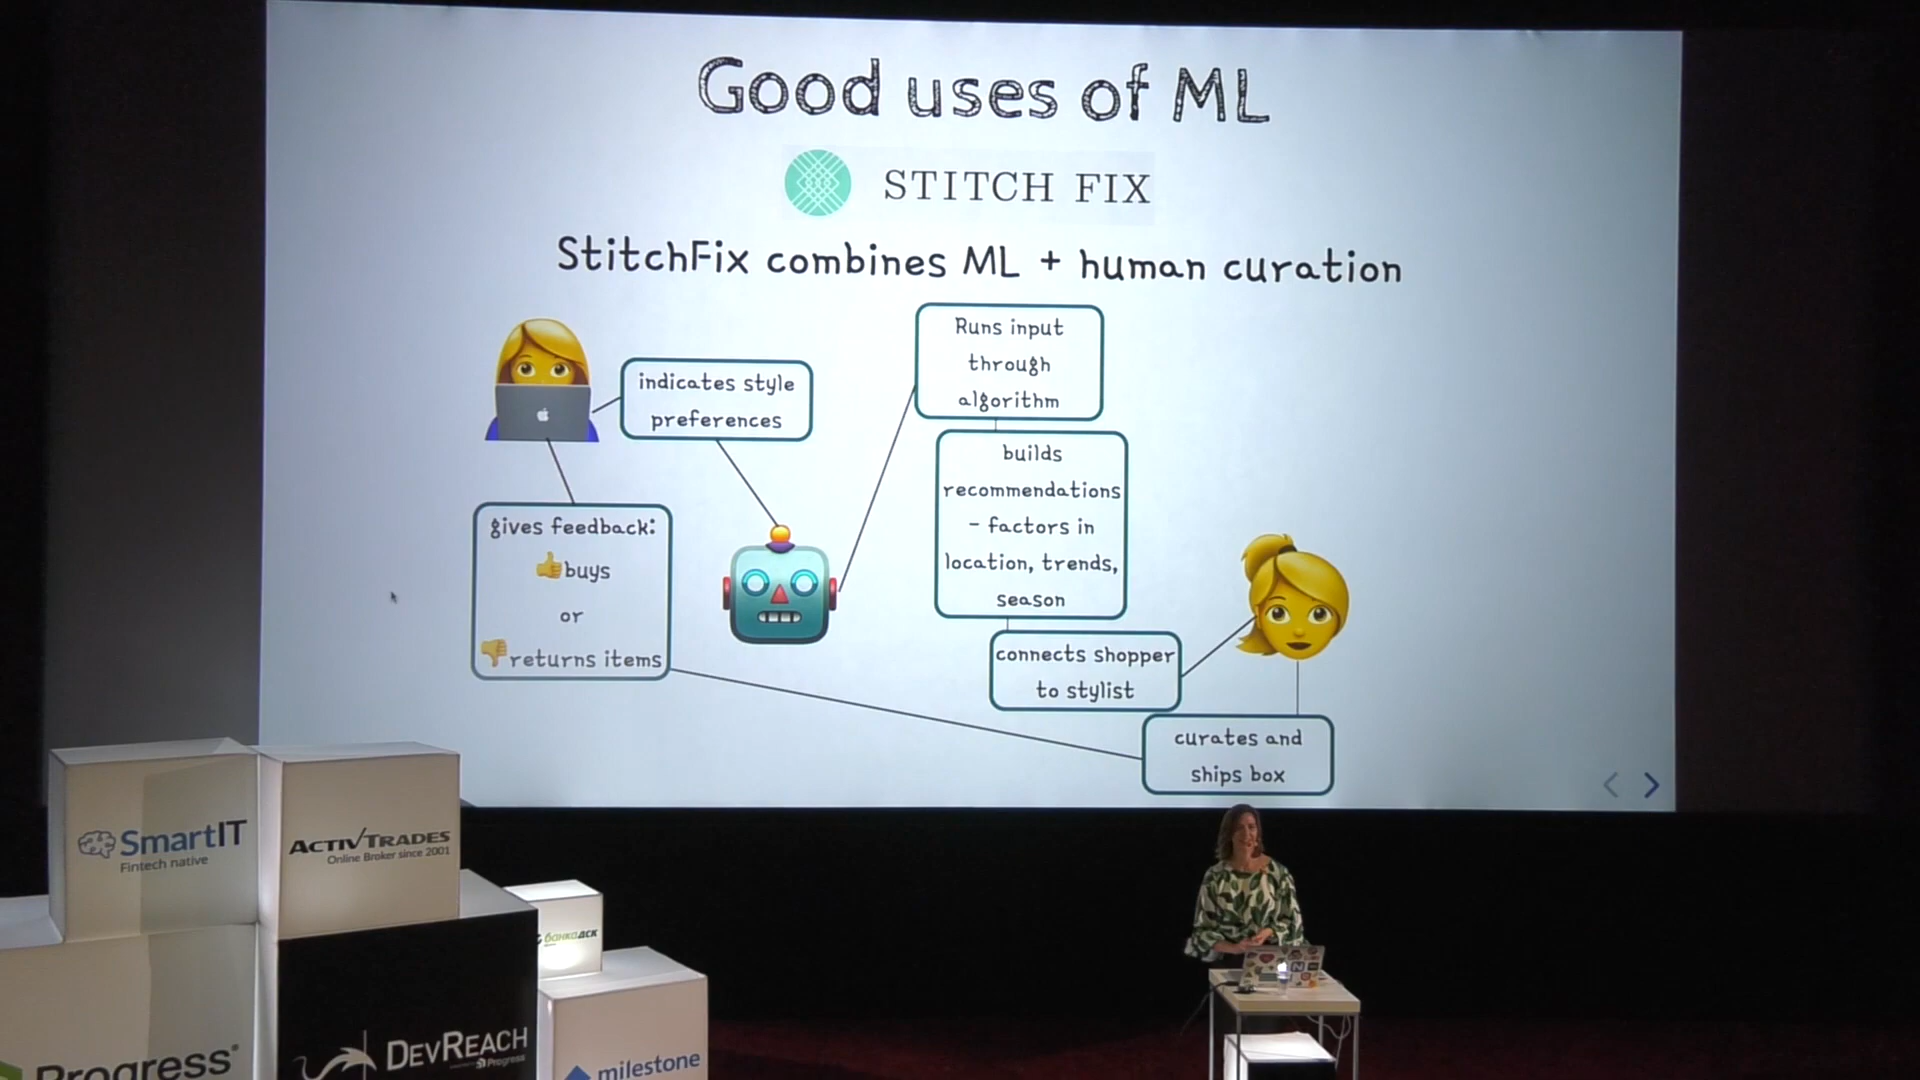 Good uses of ML
STITCH FIX
StitchFix combines ML + human curation
indicates style
preferences
gives feedback:
👍buys
or
👎returns items
Runs input
through
algorithm
builds
recommendations
- factors in
location, trends,
season
connects shopper
to stylist
curates and
ships box
SmartIT
Fintech native
ACTIVTRADES
Online Broker since 2001
банкадск
Progress®
DEVREACH
Progress
milestone